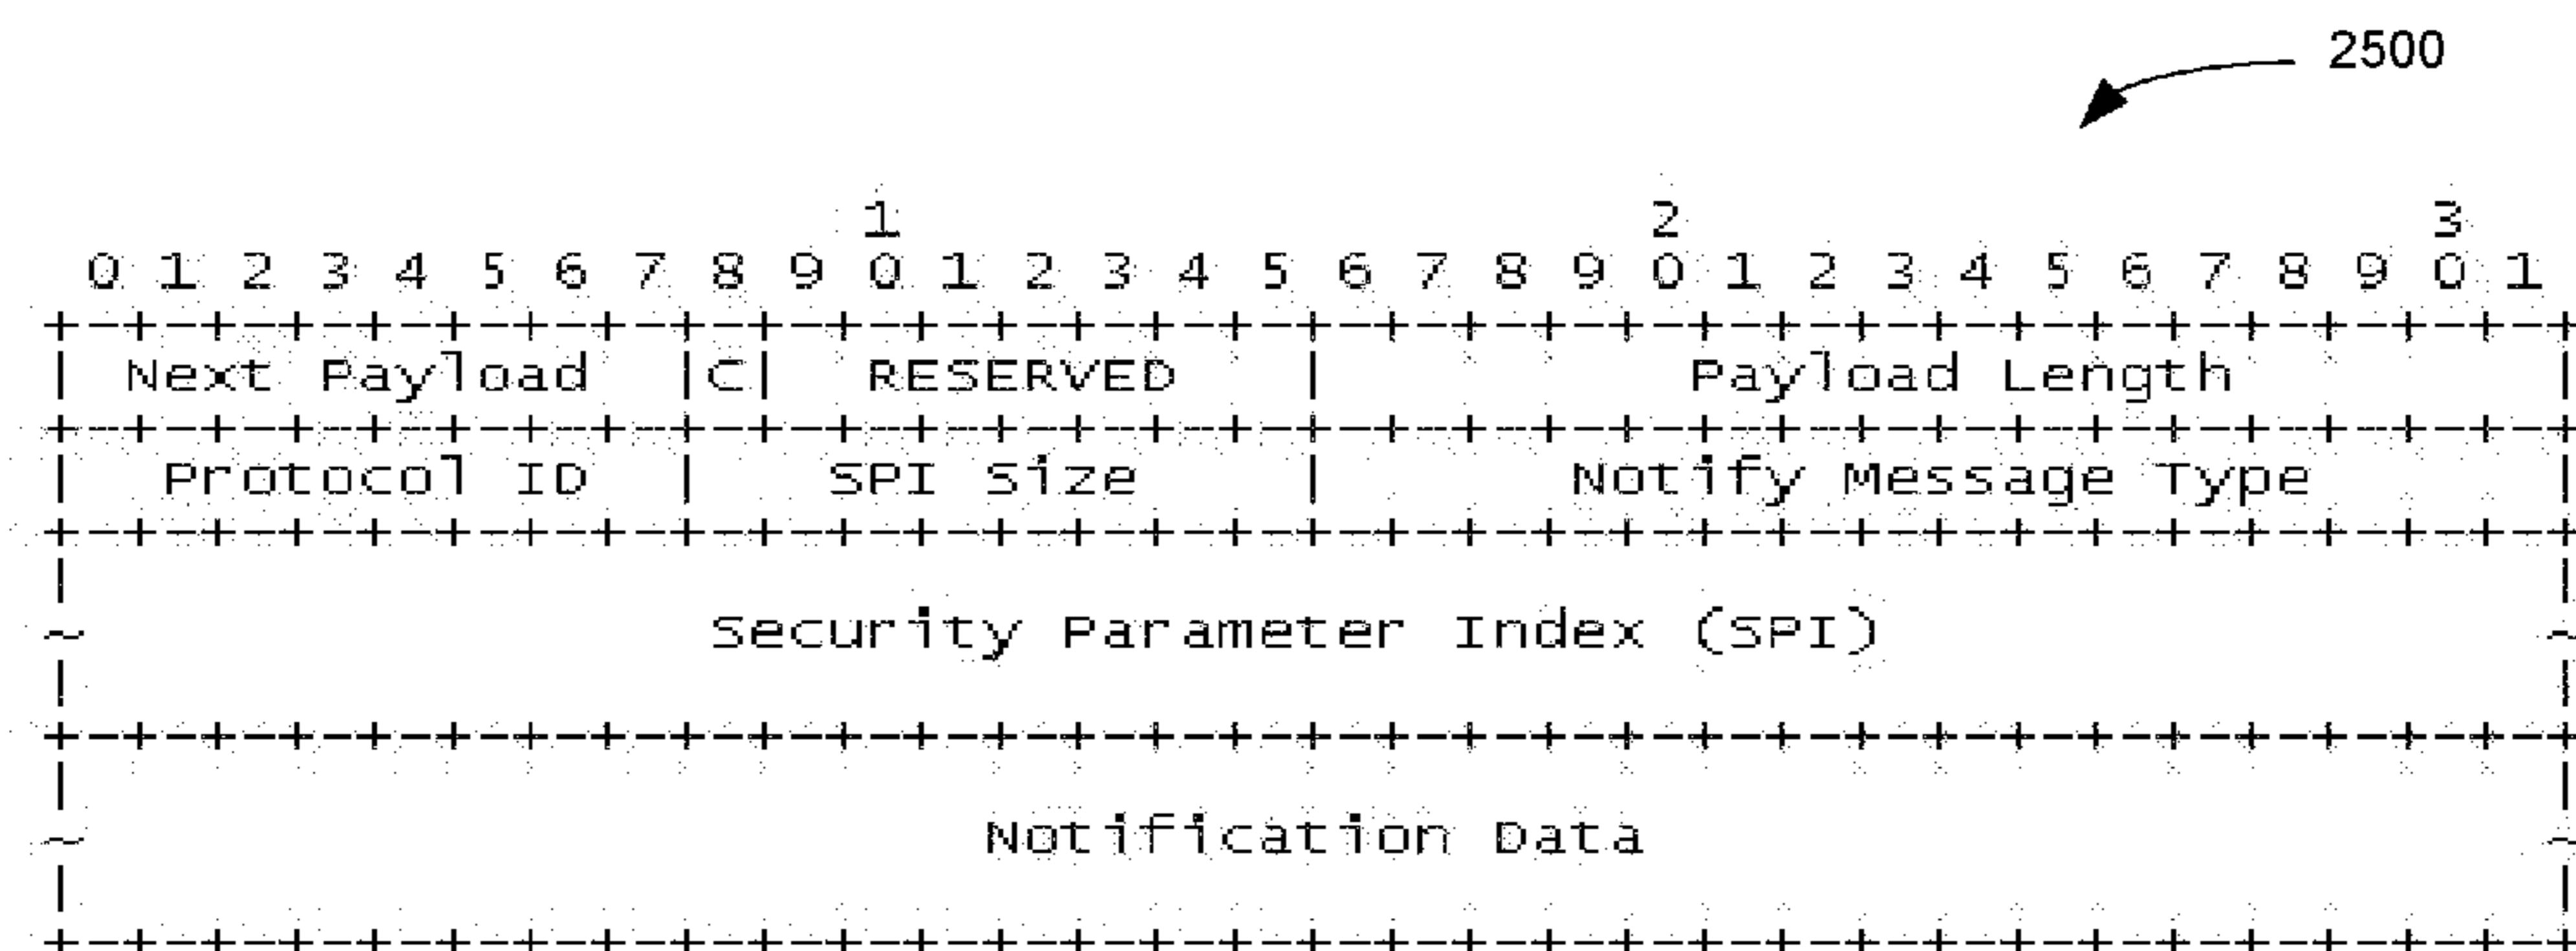 2500
1 2 3
0 1 2 3 4 5 6 7 8 9 0 1 2 3 4 5 6 7 8 9 0 1 2 3 4 5 6 7 8 9 0 1
+-+-+-+-+-+-+-+-+-+-+-+-+-+-+-+-+-+-+-+-+-+-+-+-+-+-+-+-+-+-+-+-+
| Next Payload |C| RESERVED | Payload Length |
+-+-+-+-+-+-+-+-+-+-+-+-+-+-+-+-+-+-+-+-+-+-+-+-+-+-+-+-+-+-+-+-+
| Protocol ID | SPI Size | Notify Message Type |
+-+-+-+-+-+-+-+-+-+-+-+-+-+-+-+-+-+-+-+-+-+-+-+-+-+-+-+-+-+-+-+-+
| |
~ Security Parameter Index (SPI) ~
| |
+-+-+-+-+-+-+-+-+-+-+-+-+-+-+-+-+-+-+-+-+-+-+-+-+-+-+-+-+-+-+-+-+
| |
~ Notification Data ~
| |
+-+-+-+-+-+-+-+-+-+-+-+-+-+-+-+-+-+-+-+-+-+-+-+-+-+-+-+-+-+-+-+-+